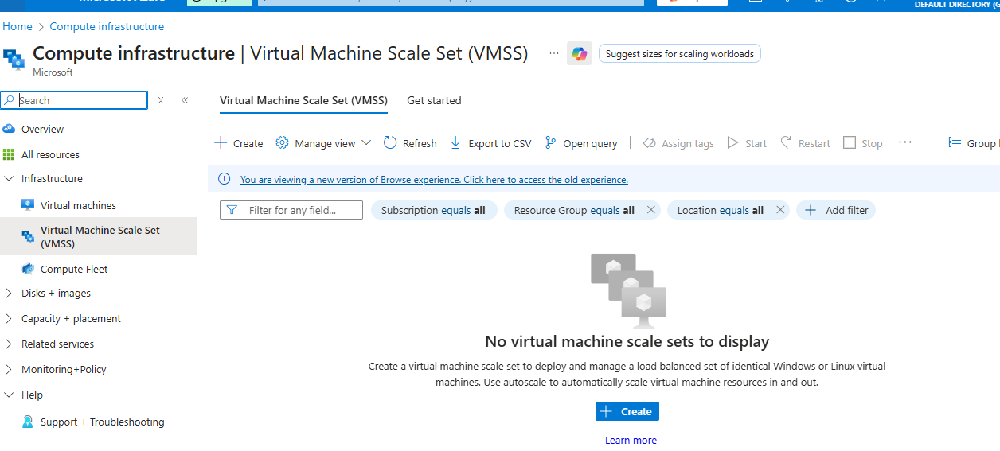 DEFAULT DIRECTORY
Home > Compute infrastructure
Compute infrastructure | Virtual Machine Scale Set (VMSS)
...
Suggest sizes for scaling workloads
Microsoft
Search
Overview
All resources
Infrastructure
Virtual machines
Virtual Machine Scale Set
(VMSS)
Compute Fleet
Disks + images
Capacity + placement
Related services
Monitoring+Policy
Help
Support + Troubleshooting
Virtual Machine Scale Set (VMSS) Get started
Create Manage view Refresh Export to CSV Open query Assign tags Start Restart Stop ... Group
You are viewing a new version of Browse experience. Click here to access the old experience.
Filter for any field... Subscription equals all Resource Group equals all Location equals all Add filter
No virtual machine scale sets to display
Create a virtual machine scale set to deploy and manage a load balanced set of identical Windows or Linux virtual
machines. Use autoscale to automatically scale virtual machine resources in and out.
Create
Learn more